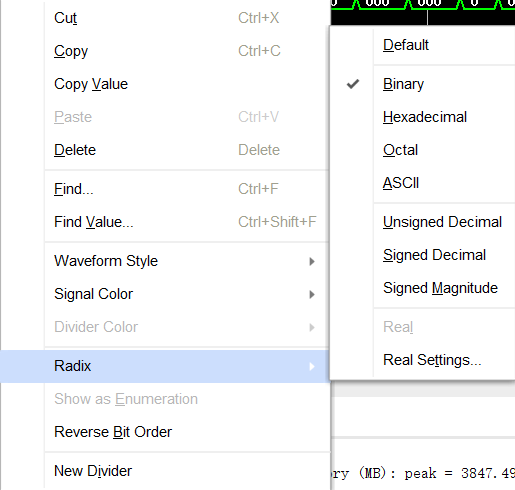 000 000 0
Cut Ctrl+X
Copy Ctrl+C
Copy Value
Paste Ctrl+V
Delete Delete
Find... Ctrl+F
Find Value... Ctrl+Shift+F
Waveform Style
Signal Color
Divider Color
Radix
Show as Enumeration
Reverse Bit Order
New Divider
Default
Binary
Hexadecimal
Octal
ASCII
Unsigned Decimal
Signed Decimal
Signed Magnitude
Real
Real Settings...
ory (MB): peak = 3847.49